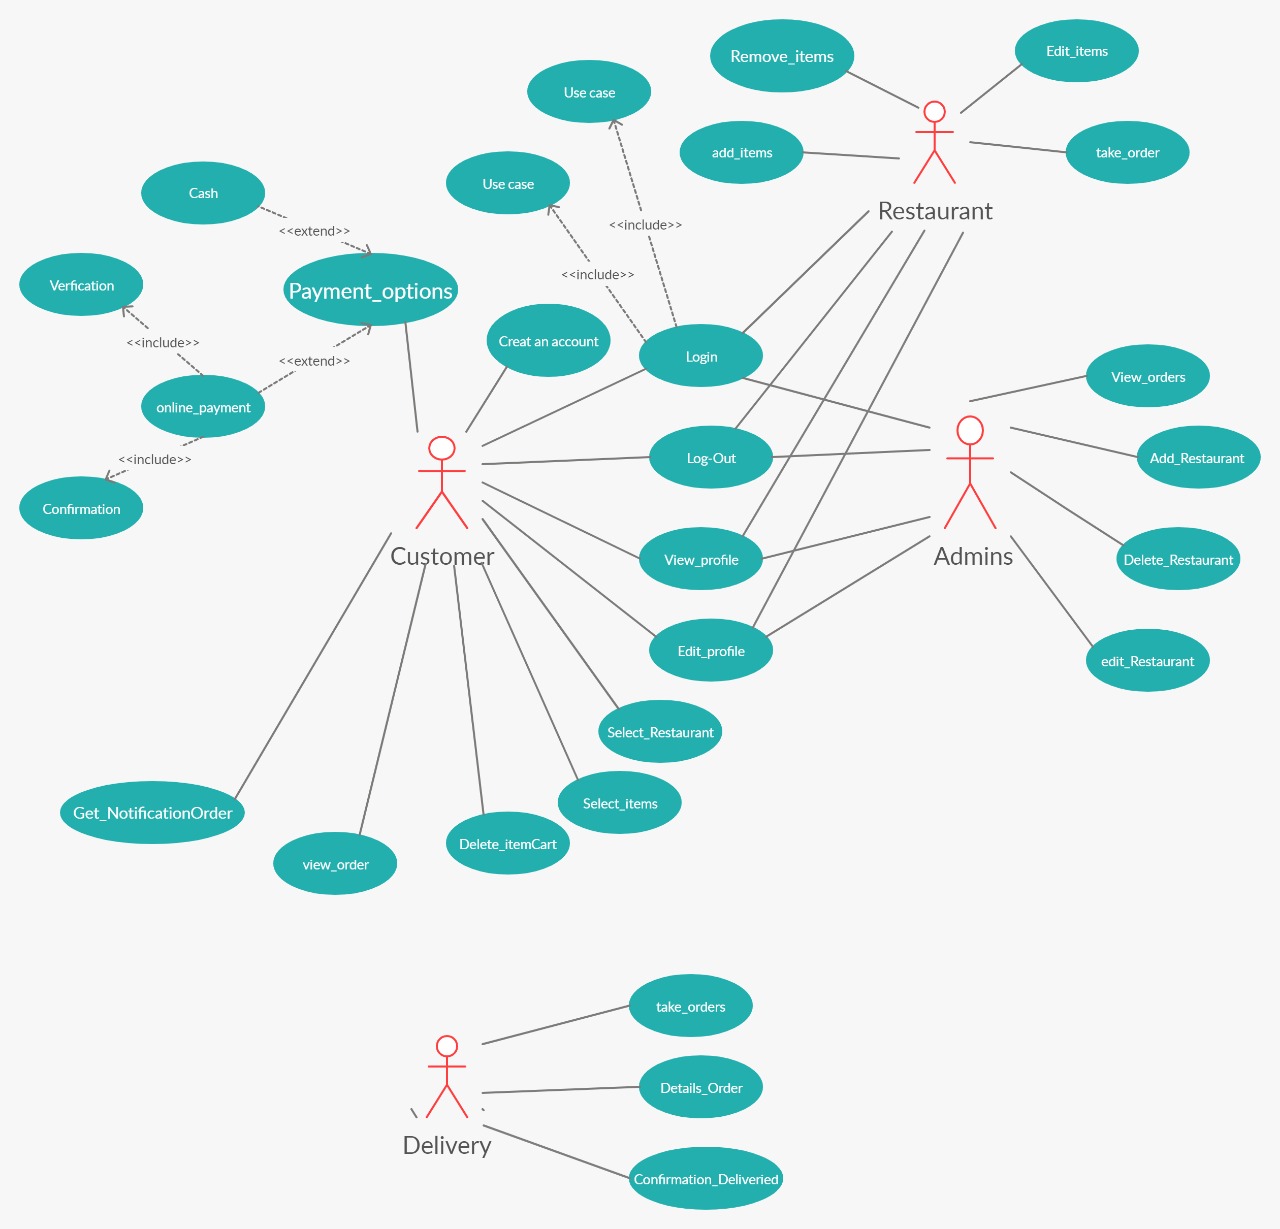 Remove_items
Edit_items
Use case
add_items
take_order
Use case
Cash
Restaurant
<<include>>
<<extend>>
<<include>>
Verfication
Payment_options
<<include>>
Creat an account
Login
<<extend>>
View_orders
online_payment
<<include>>
Log-Out
Add_Restaurant
Confirmation
Customer
View_profile
Admins
Delete_Restaurant
Edit_profile
edit_Restaurant
Select_Restaurant
Select_items
Get_NotificationOrder
Delete_itemCart
view_order
take_orders
Details_Order
Delivery
Confirmation_Deliveried